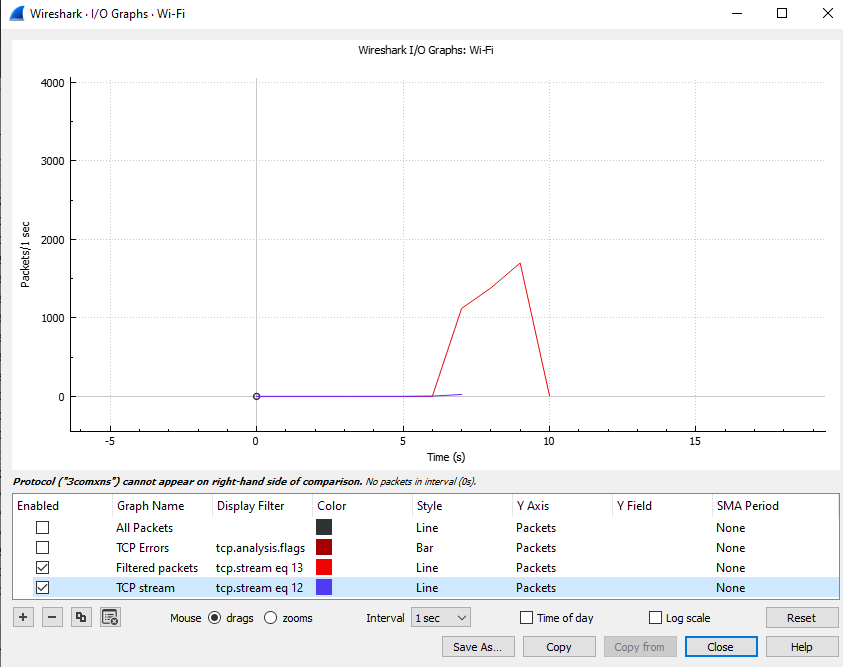 Wireshark · I/O Graphs · Wi-Fi
Wireshark I/O Graphs: Wi-Fi
4000
3000
2000
1000
0
Packets/1 sec
-5 0 5 10 15
Time (s)
Protocol ("3comxns") cannot appear on right-hand side of comparison. No packets in interval (0s).
Enabled Graph Name Display Filter Color Style Y Axis Y Field SMA Period
All Packets Line Packets None
TCP Errors tcp.analysis.flags Bar Packets None
Filtered packets tcp.stream eq 13 Line Packets None
TCP stream tcp.stream eq 12 Line Packets None
Mouse drags zooms Interval 1 sec Time of day Log scale Reset
Save As... Copy Copy from Close Help